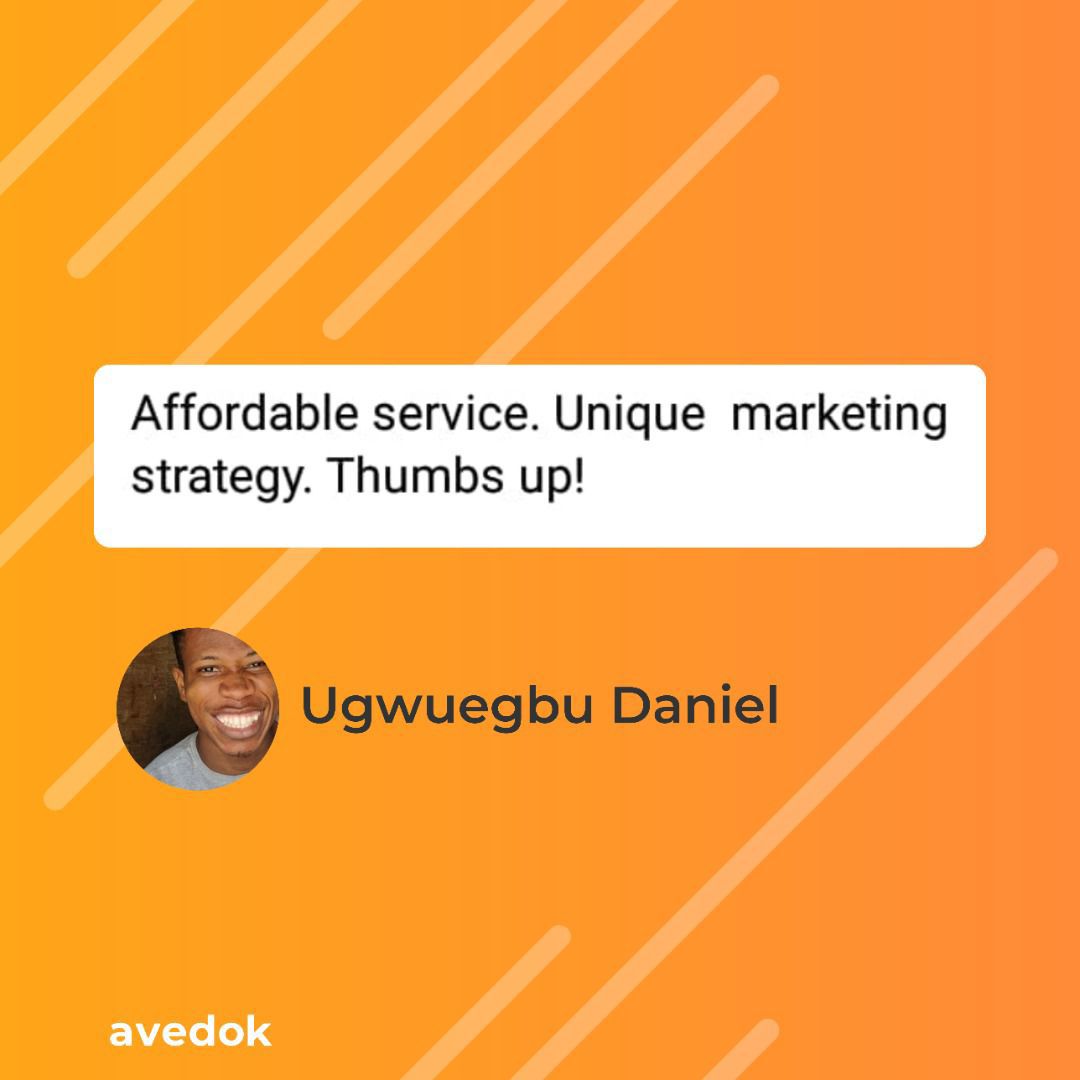 Affordable service. Unique  marketing
strategy. Thumbs up!
Ugwuegbu Daniel
avedok